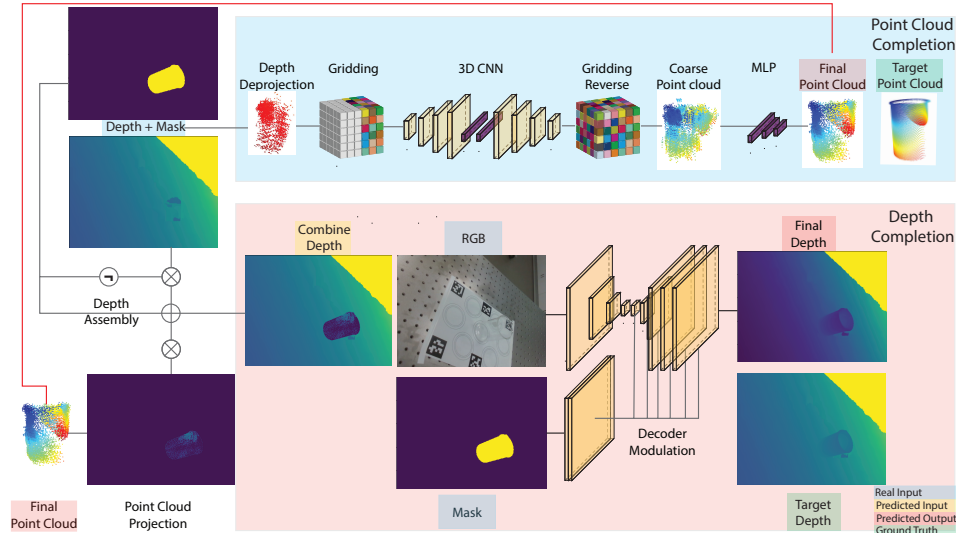 Point Cloud
Completion
Depth
Deprojection
Gridding
3D CNN
Gridding
Reverse
Coarse
Point cloud
MLP
Final
Point Cloud
Target
Point Cloud
Depth + Mask
Depth
Completion
Combine
Depth
RGB
Final
Depth
Depth
Assembly
Decoder
Modulation
Final
Point Cloud
Point Cloud
Projection
Mask
Target
Depth
Real Input
Predicted Input
Predicted Output
Ground Truth